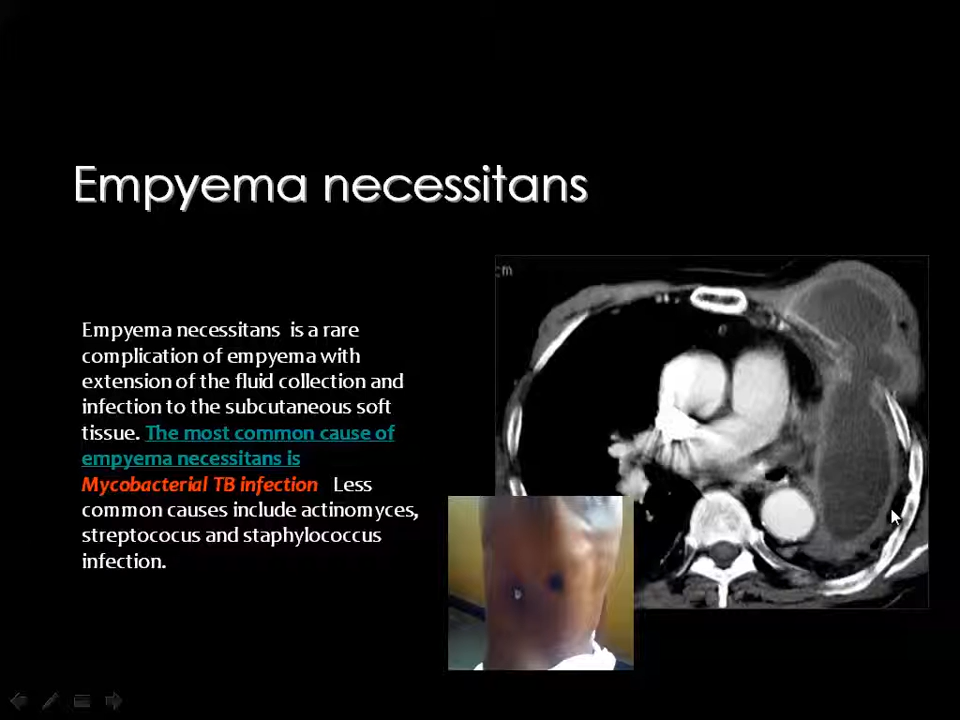 Empyema necessitans
cm
Empyema necessitans is a rare
complication of empyema with
extension of the fluid collection and
infection to the subcutaneous soft
tissue. The most common cause of
empyema necessitans is
Mycobacterial TB infection Less
common causes include actinomyces,
streptococus and staphylococcus
infection.